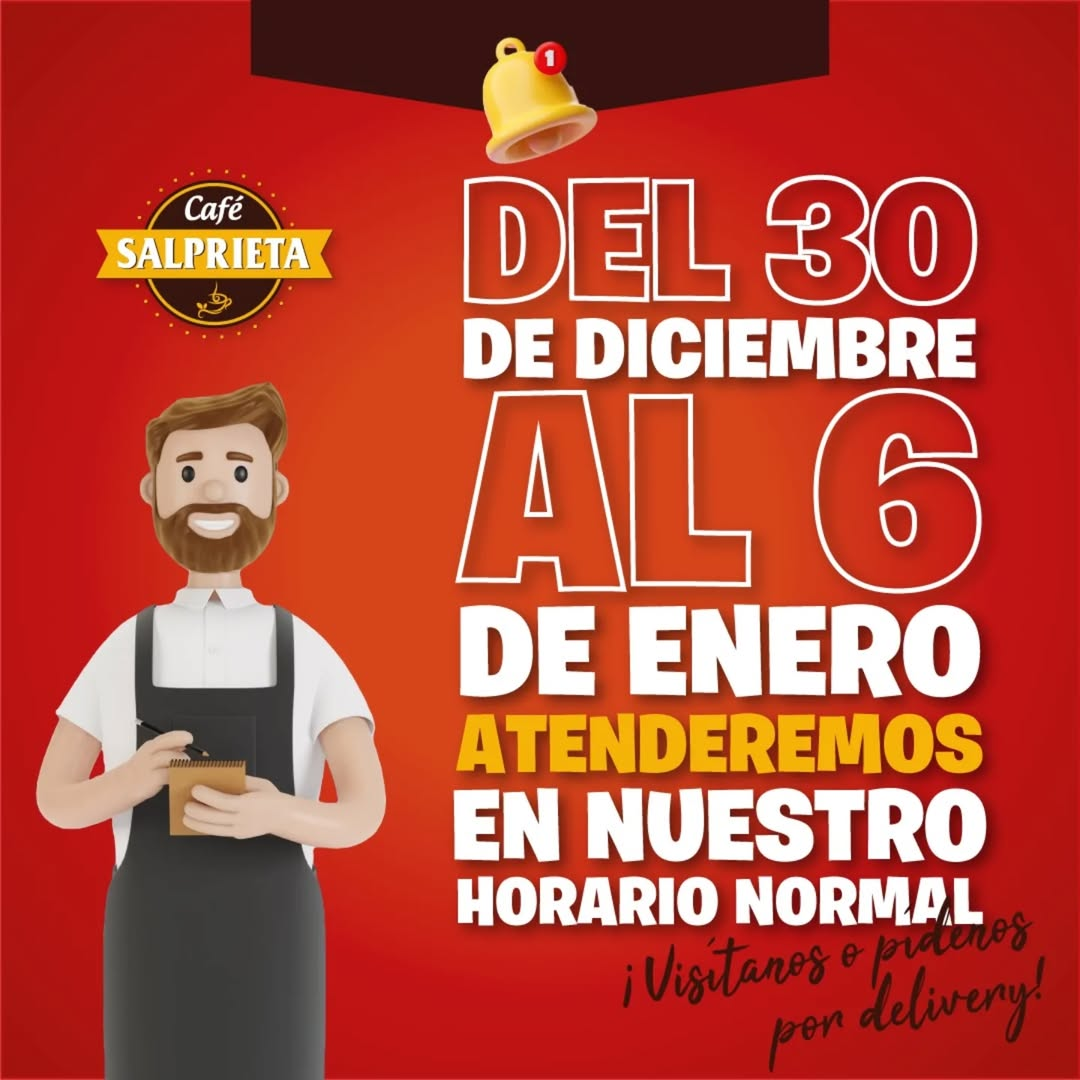 1
Café
SALPRIETA
DEL 30
DE DICIEMBRE
AL 6
DE ENERO
ATENDEREMOS
EN NUESTRO
HORARIO NORMAL
¡Visítanos o pídenos
por delivery!